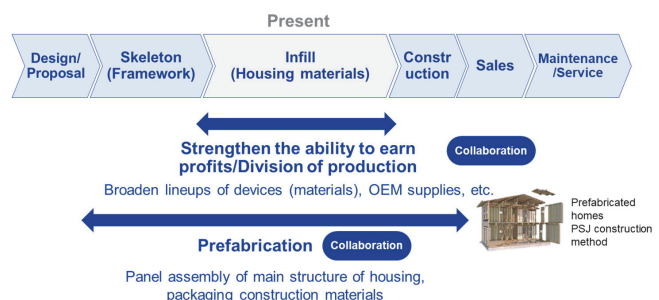 Present
Design/
Proposal
Skeleton
(Framework)
Infill
(Housing materials)
Constr
uction
Sales
Maintenance
/Service
Strengthen the ability to earn
profits/Division of production
Collaboration
Broaden lineups of devices (materials), OEM supplies, etc.
Prefabricated
homes
PSJ construction
method
Prefabrication
Collaboration
Panel assembly of main structure of housing,
packaging construction materials